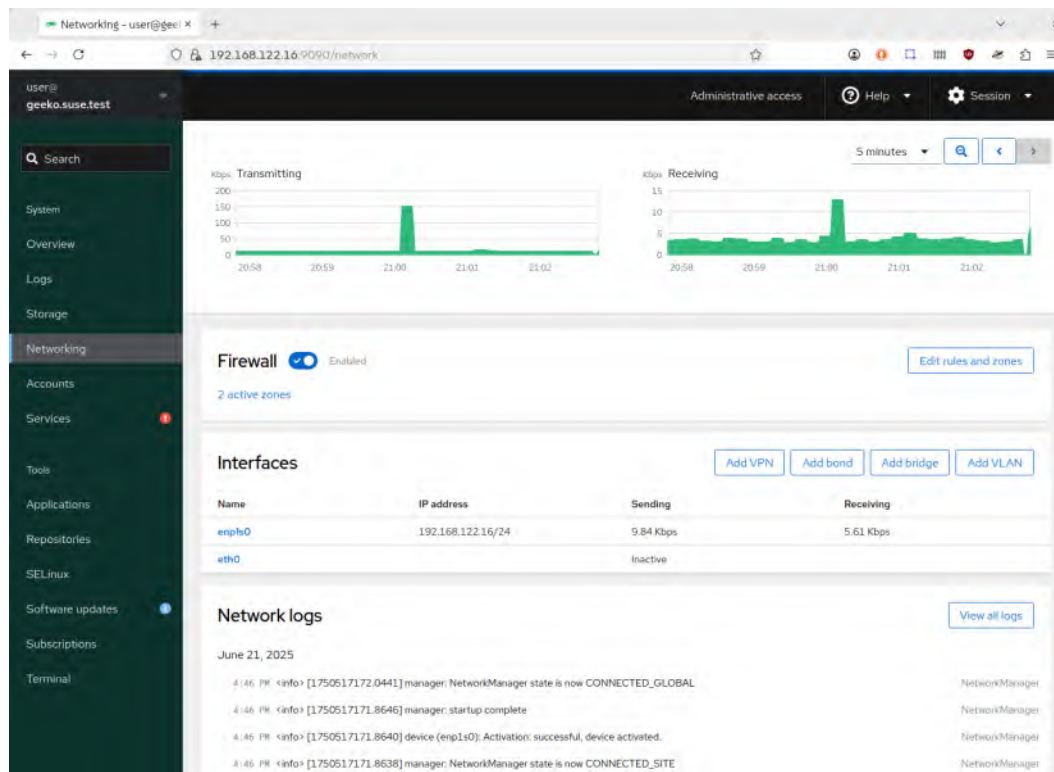 Networking - user@geel
192.168.122.16:9090/network
user@
geeko.suse.test
Administrative access
Help
Session
Search
System
Overview
Logs
Storage
Networking
Accounts
Services
Tools
Applications
Repositories
SELinux
Software updates
Subscriptions
Terminal
5 minutes
Kbps Transmitting
200
150
100
50
0
20:58 20:59 21:00 21:01 21:02
Kbps Receiving
15
10
5
0
20:58 20:59 21:00 21:01 21:02
Firewall Enabled Edit rules and zones
2 active zones
Interfaces Add VPN Add bond Add bridge Add VLAN
Name IP address Sending Receiving
enp1s0 192.168.122.16/24 9.84 Kbps 5.61 Kbps
eth0 Inactive
Network logs View all logs
June 21, 2025
4:46 PM <info> [1750517172.0441] manager: NetworkManager state is now CONNECTED_GLOBAL NetworkManager
4:46 PM <info> [1750517171.8646] manager: startup complete NetworkManager
4:46 PM <info> [1750517171.8640] device (enp1s0): Activation: successful, device activated. NetworkManager
4:46 PM <info> [1750517171.8638] manager: NetworkManager state is now CONNECTED_SITE NetworkManager